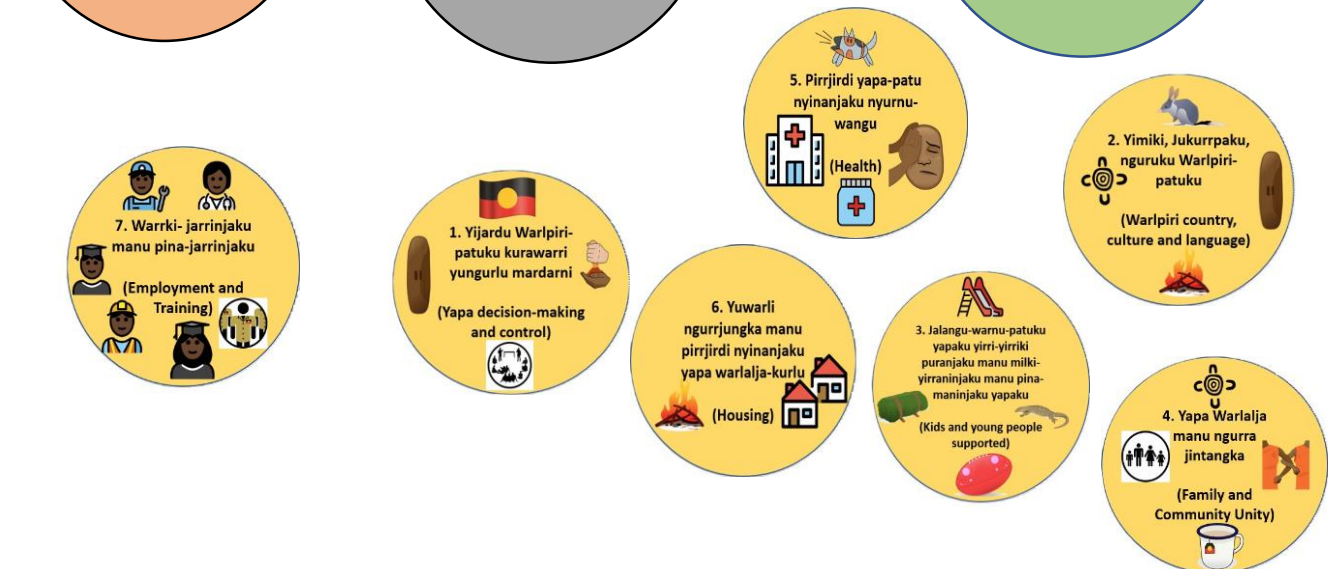 5. Pirrjirdi yapa-patu
nyinanjaku nyurnu-
wangu
(Health)
2. Yimiki, Jukurrpaku,
nguruku Warlpiri-
patuku
(Warlpiri country,
culture and language)
7. Warrki- jarrinjaku
manu pina-jarrinjaku
(Employment and
Training)
1. Yijardu Warlpiri-
patuku kurawarri
yungurlu mardarni
(Yapa decision-making
and control)
6. Yuwarli
ngurrjungka manu
pirrjirdi nyinanjaku
yapa warlalja-kurlu
(Housing)
3. Jalangu-warnu-patuku
yapaku yirri-yirriki
puranjaku manu milki-
yirraninjaku manu pina-
maninjaku yapaku
(Kids and young people
supported)
4. Yapa Warlalja
manu ngurra
jintangka
(Family and
Community Unity)